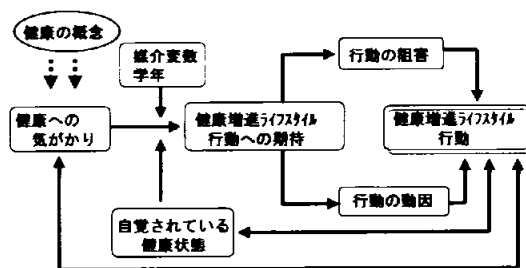 健康の概念
媒介変数
学年
行動の阻害
健康への
気がかり
健康増進ﾗｲﾌｽﾀｲﾙ
行動への期待
健康増進ﾗｲﾌｽﾀｲﾙ
行動
行動の動因
自覚されている
健康状態